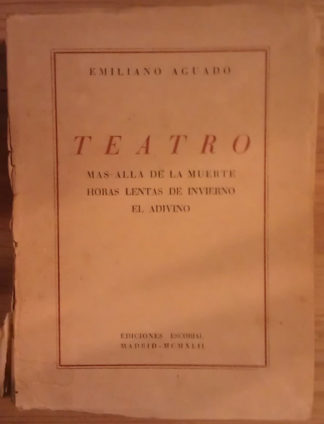 EMILIANO AGUADO
TEATRO
MAS-ALLA DE LA MUERTE
HORAS LENTAS DE INVIERNO
EL ADIVINO
EDICIONES ESCORIAL
MADRID-MCMXLII